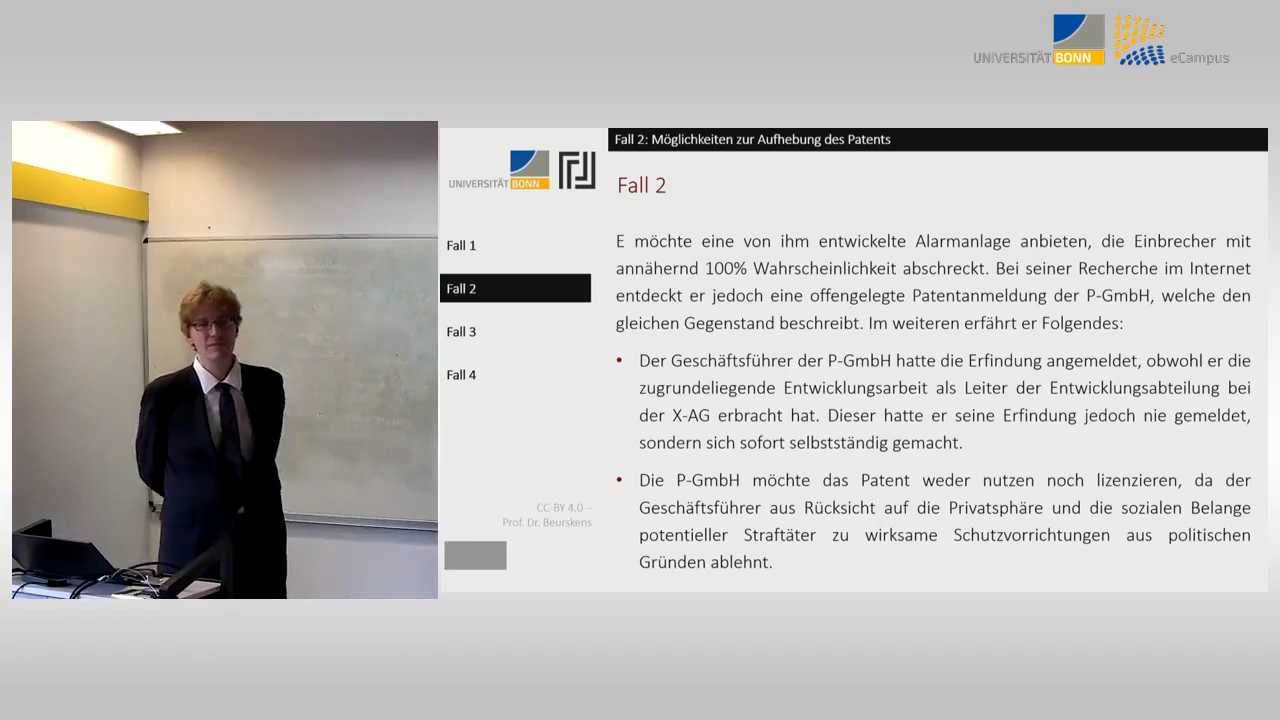 UNIVERSITÄT BONN eCampus
Fall 2: Möglichkeiten zur Aufhebung des Patents
UNIVERSITÄT BONN
Fall 2
Fall 1
Fall 2
Fall 3
Fall 4
E möchte eine von ihm entwickelte Alarmanlage anbieten, die Einbrecher mit
annähernd 100% Wahrscheinlichkeit abschreckt. Bei seiner Recherche im Internet
entdeckt er jedoch eine offengelegte Patentanmeldung der P-GmbH, welche den
gleichen Gegenstand beschreibt. Im weiteren erfährt er Folgendes:
• Der Geschäftsführer der P-GmbH hatte die Erfindung angemeldet, obwohl er die
zugrundeliegende Entwicklungsarbeit als Leiter der Entwicklungsabteilung bei
der X-AG erbracht hat. Dieser hatte er seine Erfindung jedoch nie gemeldet,
sondern sich sofort selbstständig gemacht.
• Die P-GmbH möchte das Patent weder nutzen noch lizenzieren, da der
Geschäftsführer aus Rücksicht auf die Privatsphäre und die sozialen Belange
potentieller Straftäter zu wirksame Schutzvorrichtungen aus politischen
Gründen ablehnt.
CC-BY 4.0 –
Prof. Dr. Beurskens